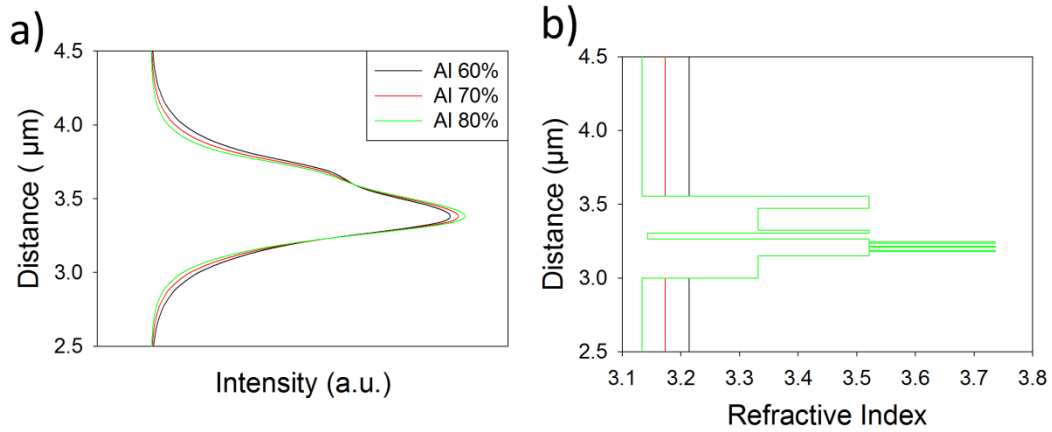 a)
4.5
4.0
3.5
3.0
2.5
Distance ( µm)
Intensity (a.u.)
Al 60%
Al 70%
Al 80%
b)
4.5
4.0
3.5
3.0
2.5
Distance (µm)
3.1 3.2 3.3 3.4 3.5 3.6 3.7 3.8
Refractive Index